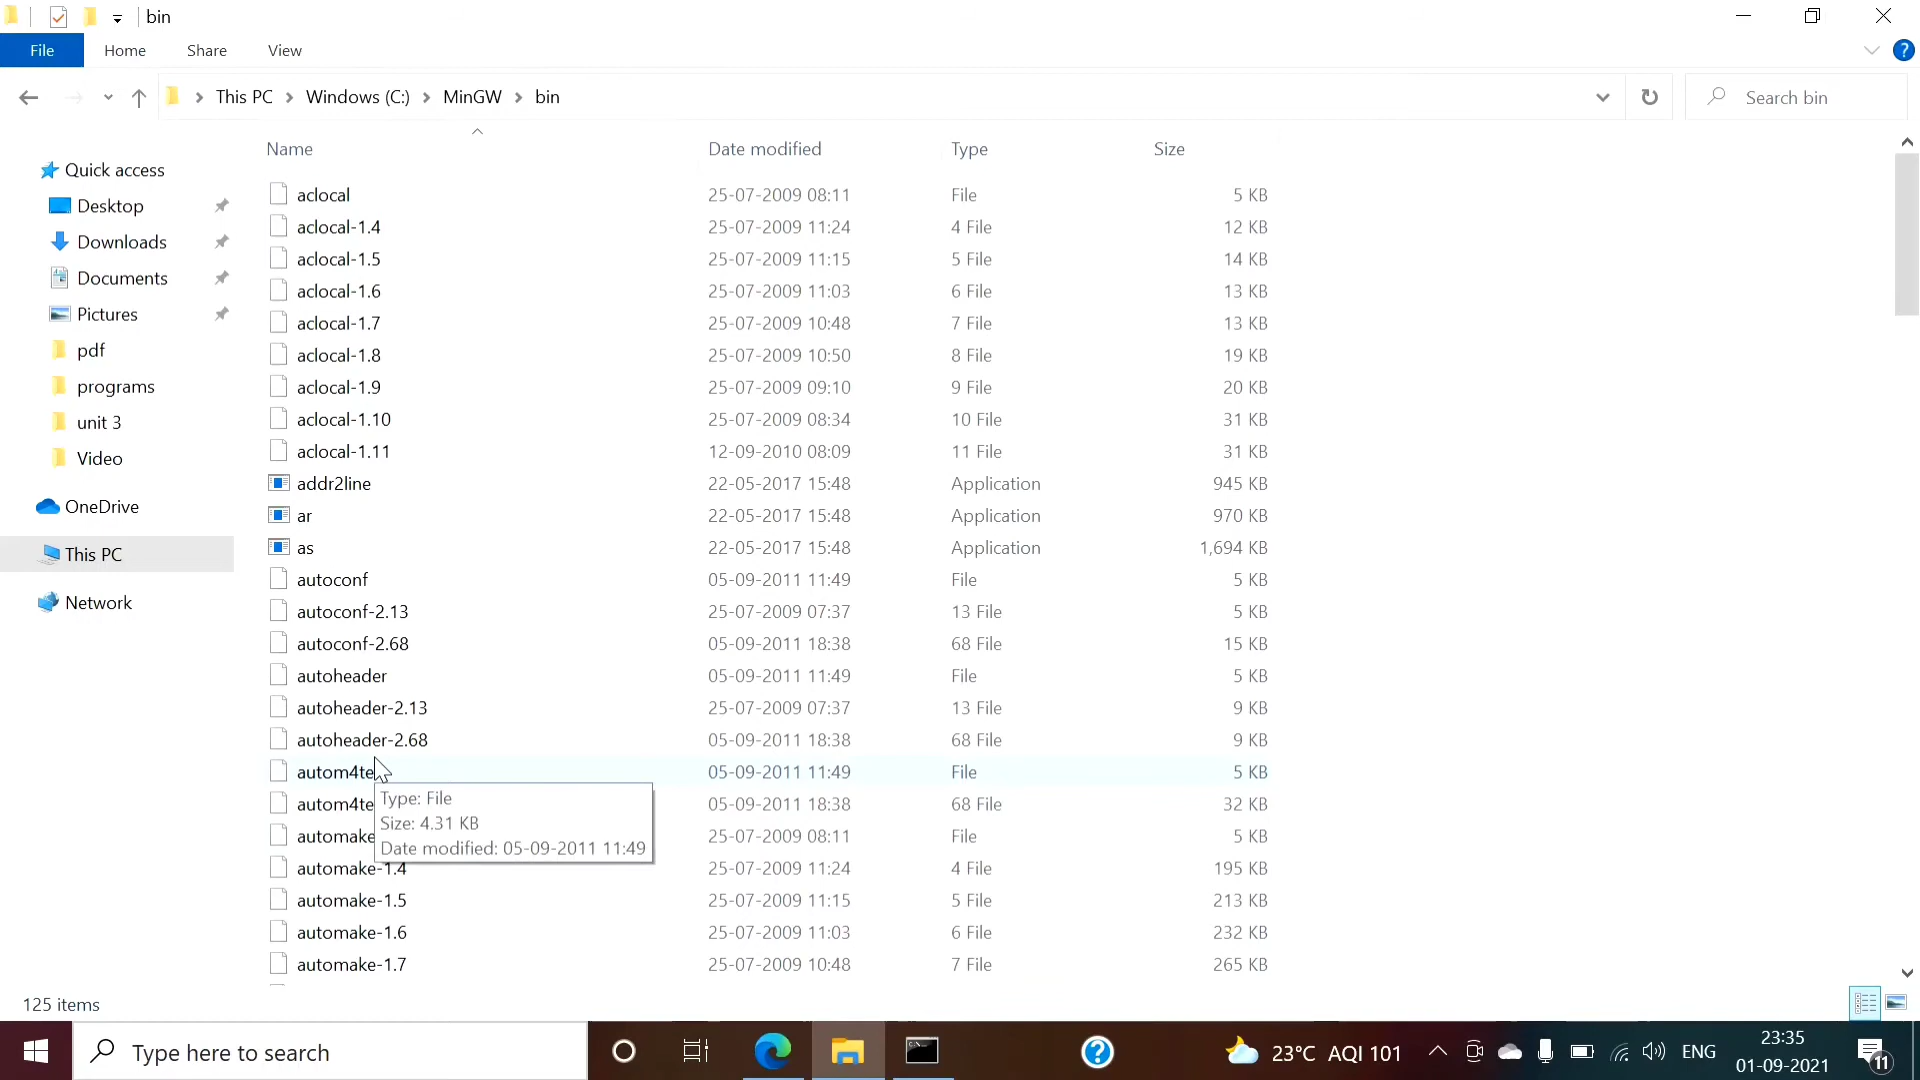 bin
File Home Share View
This PC Windows (C:) MinGW bin
Search bin
Name Date modified Type Size
Quick access
Desktop
Downloads
Documents
Pictures
pdf
programs
unit 3
Video
OneDrive
This PC
Network
aclocal 25-07-2009 08:11 File 5 KB
aclocal-1.4 25-07-2009 11:24 4 File 12 KB
aclocal-1.5 25-07-2009 11:15 5 File 14 KB
aclocal-1.6 25-07-2009 11:03 6 File 13 KB
aclocal-1.7 25-07-2009 10:48 7 File 13 KB
aclocal-1.8 25-07-2009 10:50 8 File 19 KB
aclocal-1.9 25-07-2009 09:10 9 File 20 KB
aclocal-1.10 25-07-2009 08:34 10 File 31 KB
aclocal-1.11 12-09-2010 08:09 11 File 31 KB
addr2line 22-05-2017 15:48 Application 945 KB
ar 22-05-2017 15:48 Application 970 KB
as 22-05-2017 15:48 Application 1,694 KB
autoconf 05-09-2011 11:49 File 5 KB
autoconf-2.13 25-07-2009 07:37 13 File 5 KB
autoconf-2.68 05-09-2011 18:38 68 File 15 KB
autoheader 05-09-2011 11:49 File 5 KB
autoheader-2.13 25-07-2009 07:37 13 File 9 KB
autoheader-2.68 05-09-2011 18:38 68 File 9 KB
autom4te 05-09-2011 11:49 File 5 KB
autom4te 05-09-2011 18:38 68 File 32 KB
automake 25-07-2009 08:11 File 5 KB
automake-1.4 25-07-2009 11:24 4 File 195 KB
automake-1.5 25-07-2009 11:15 5 File 213 KB
automake-1.6 25-07-2009 11:03 6 File 232 KB
automake-1.7 25-07-2009 10:48 7 File 265 KB
Type: File
Size: 4.31 KB
Date modified: 05-09-2011 11:49
125 items
Type here to search
23°C AQI 101
ENG
23:35
01-09-2021
11